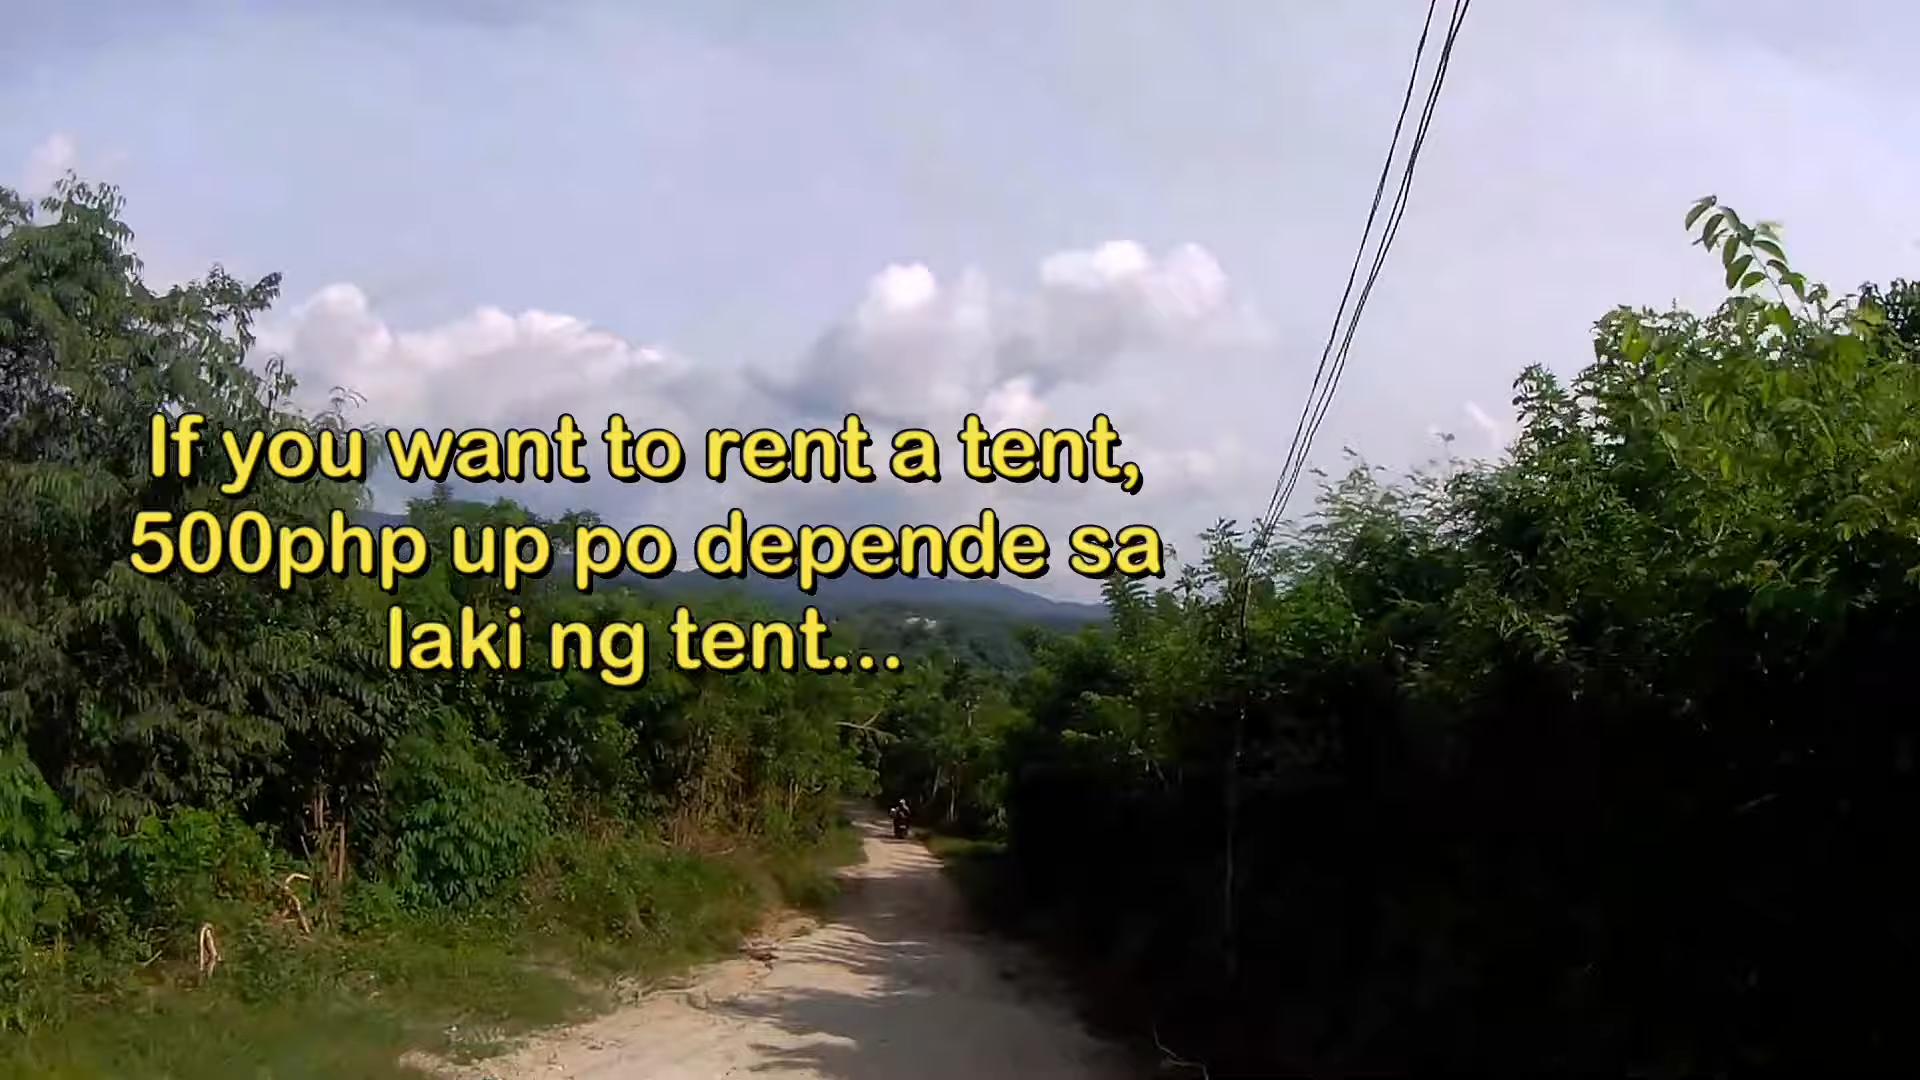 If you want to rent a tent,
500php up po depende sa
laki ng tent...